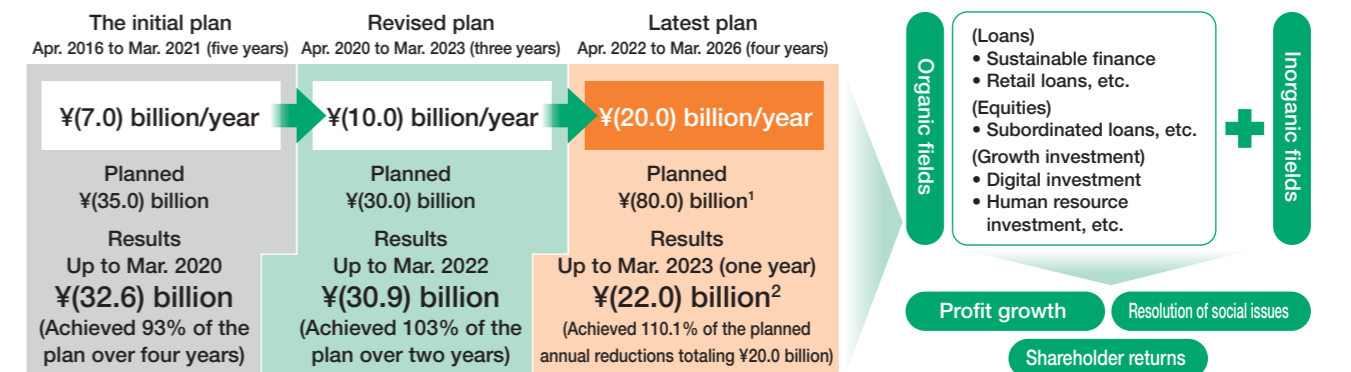 The initial plan
Apr. 2016 to Mar. 2021 (five years)
¥(7.0) billion/year
Planned
¥(35.0) billion
Results
Up to Mar. 2020
¥(32.6) billion
(Achieved 93% of the
plan over four years)
Revised plan
Apr. 2020 to Mar. 2023 (three years)
¥(10.0) billion/year
Planned
¥(30.0) billion
Results
Up to Mar. 2022
¥(30.9) billion
(Achieved 103% of the
plan over two years)
Latest plan
Apr. 2022 to Mar. 2026 (four years)
¥(20.0) billion/year
Planned
¥(80.0) billion¹
Results
Up to Mar. 2023 (one year)
¥(22.0) billion²
(Achieved 110.1% of the planned
annual reductions totaling ¥20.0 billion)
Organic fields
(Loans)
• Sustainable finance
• Retail loans, etc.
(Equities)
• Subordinated loans, etc.
(Growth investment)
• Digital investment
• Human resource
investment, etc.
Inorganic fields
Profit growth
Resolution of social issues
Shareholder returns